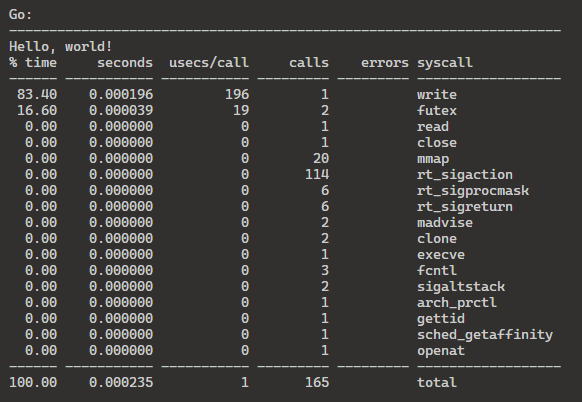 Go:
----------------------------------------------------------------------
Hello, world!
% time     seconds  usecs/call     calls    errors syscall
------ ----------- ----------- --------- --------- ------------------
 83.40    0.000196         196         1           write
 16.60    0.000039          19         2           futex
  0.00    0.000000           0         1           read
  0.00    0.000000           0         1           close
  0.00    0.000000           0        20           mmap
  0.00    0.000000           0       114           rt_sigaction
  0.00    0.000000           0         6           rt_sigprocmask
  0.00    0.000000           0         6           rt_sigreturn
  0.00    0.000000           0         2           madvise
  0.00    0.000000           0         2           clone
  0.00    0.000000           0         1           execve
  0.00    0.000000           0         3           fcntl
  0.00    0.000000           0         2           sigaltstack
  0.00    0.000000           0         1           arch_prctl
  0.00    0.000000           0         1           gettid
  0.00    0.000000           0         1           sched_getaffinity
  0.00    0.000000           0         1           openat
------ ----------- ----------- --------- --------- ------------------
100.00    0.000235           1       165           total